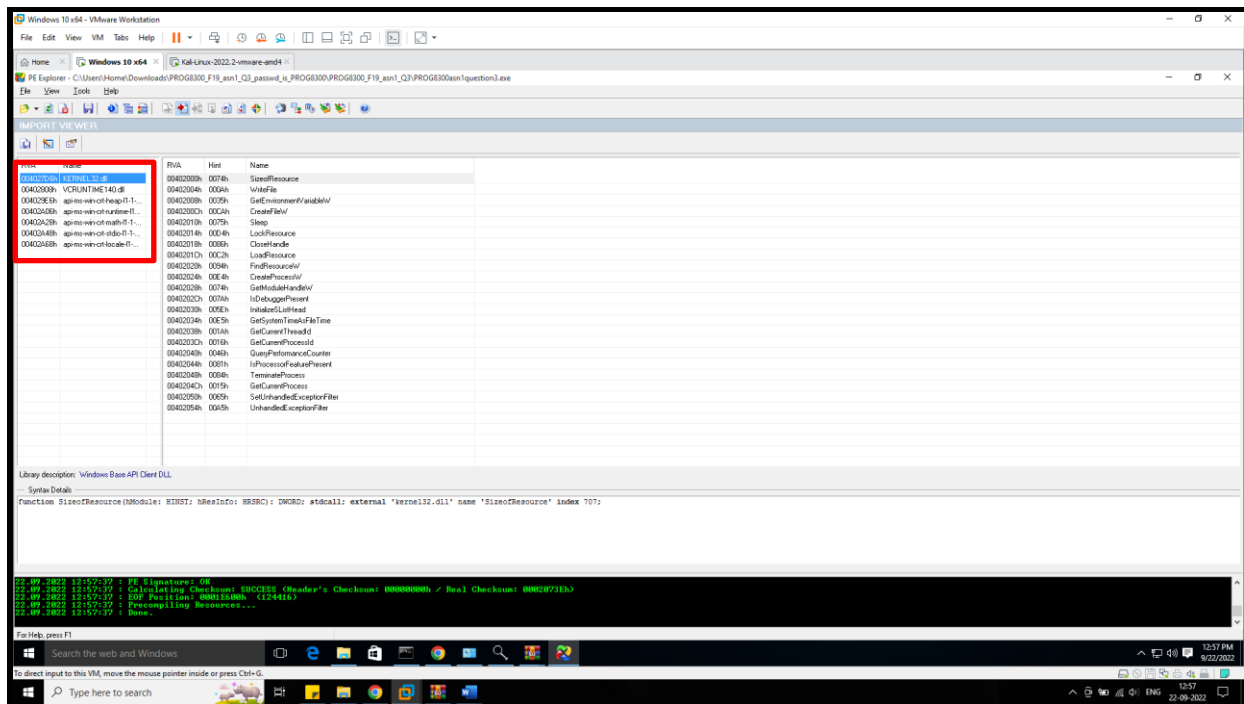 Windows 10 x64 - VMware Workstation
File Edit View VM Tabs Help
Home Windows 10 x64 Kali-Linux-2022.2-vmware-amd4
PE Explorer - C:\Users\Home\Downloads\PROG8300_F19_asn1_Q3_passwd_is_PROG8300\PROG8300_F19_asn1_Q3\PROG8300asn1question3.exe
File View Tools Help
IMPORT VIEWER
RVA Name RVA Hint Name
004027D6h KERNEL32.dll 00402000h 0074h SizeofResource
00402808h VCRUNTIME140.dll 00402004h 000Ah WriteFile
004029E6h api-ms-win-crt-heap-l1-1-... 00402008h 0035h GetEnvironmentVariableW
00402A06h api-ms-win-crt-runtime-l1... 0040200Ch 00CAh CreateFileW
00402A28h api-ms-win-crt-math-l1-1-... 00402010h 0075h Sleep
00402A48h api-ms-win-crt-stdio-l1-1-... 00402014h 00D4h LockResource
00402A68h api-ms-win-crt-locale-l1-... 00402018h 0086h CloseHandle
0040201Ch 00C2h LoadResource
00402020h 0094h FindResourceW
00402024h 00E4h CreateProcessW
00402028h 0074h GetModuleHandleW
0040202Ch 007Ah IsDebuggerPresent
00402030h 005Eh InitializeSListHead
00402034h 00E5h GetSystemTimeAsFileTime
00402038h 001Ah GetCurrentThreadId
0040203Ch 0016h GetCurrentProcessId
00402040h 0046h QueryPerformanceCounter
00402044h 0081h IsProcessorFeaturePresent
00402048h 0084h TerminateProcess
0040204Ch 0015h GetCurrentProcess
00402050h 0065h SetUnhandledExceptionFilter
00402054h 00A5h UnhandledExceptionFilter
Library description: Windows Base API Client DLL
Syntax Details
function SizeofResource(hModule: HINST; hResInfo: HRSRC): DWORD; stdcall; external 'kernel32.dll' name 'SizeofResource' index 707;
22.09.2022 12:57:37 : PE Signature: OK
22.09.2022 12:57:37 : Calculating Checksum: SUCCESS (Header's Checksum: 00000000h / Real Checksum: 0002073Eh)
22.09.2022 12:57:37 : EOF Position: 0001E600h (124416)
22.09.2022 12:57:37 : Precompiling Resources...
22.09.2022 12:57:37 : Done.
For Help, press F1
Search the web and Windows
12:57 PM
9/22/2022
To direct input to this VM, move the mouse pointer inside or press Ctrl+G.
Type here to search
ENG
12:57
22-09-2022